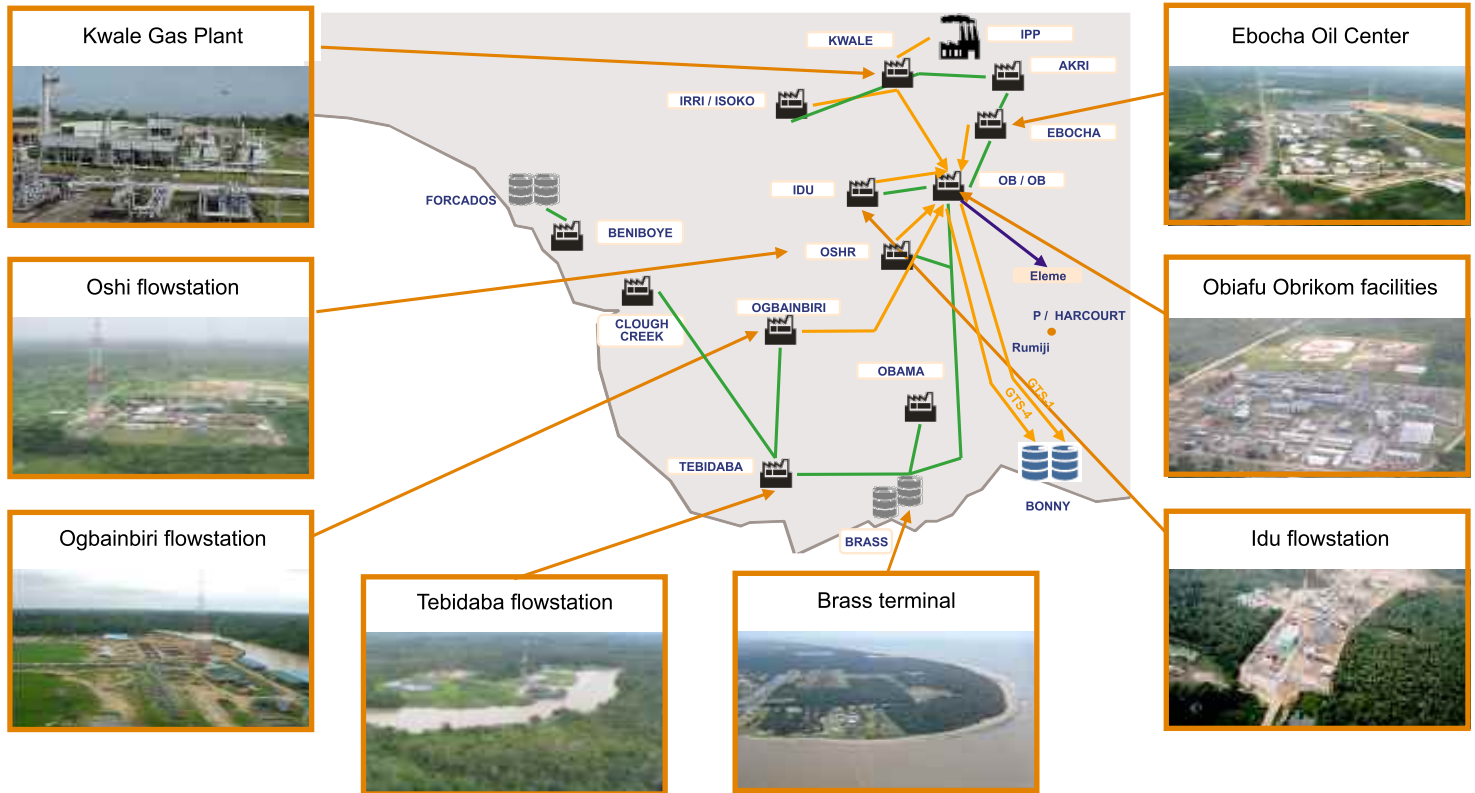 Kwale Gas Plant
Oshi flowstation
Ogbainbiri flowstation
Tebidaba flowstation
Brass terminal
Ebocha Oil Center
Obiafu Obrikom facilities
Idu flowstation
KWALE
IPP
AKRI
IRRI / ISOKO
EBOCHA
IDU
OB / OB
FORCADOS
BENIBOYE
OSHR
Eleme
OGBAINBIRI
P / HARCOURT
CLOUGH
CREEK
Rumiji
OBAMA
GTS-1
GTS-4
TEBIDABA
BONNY
BRASS